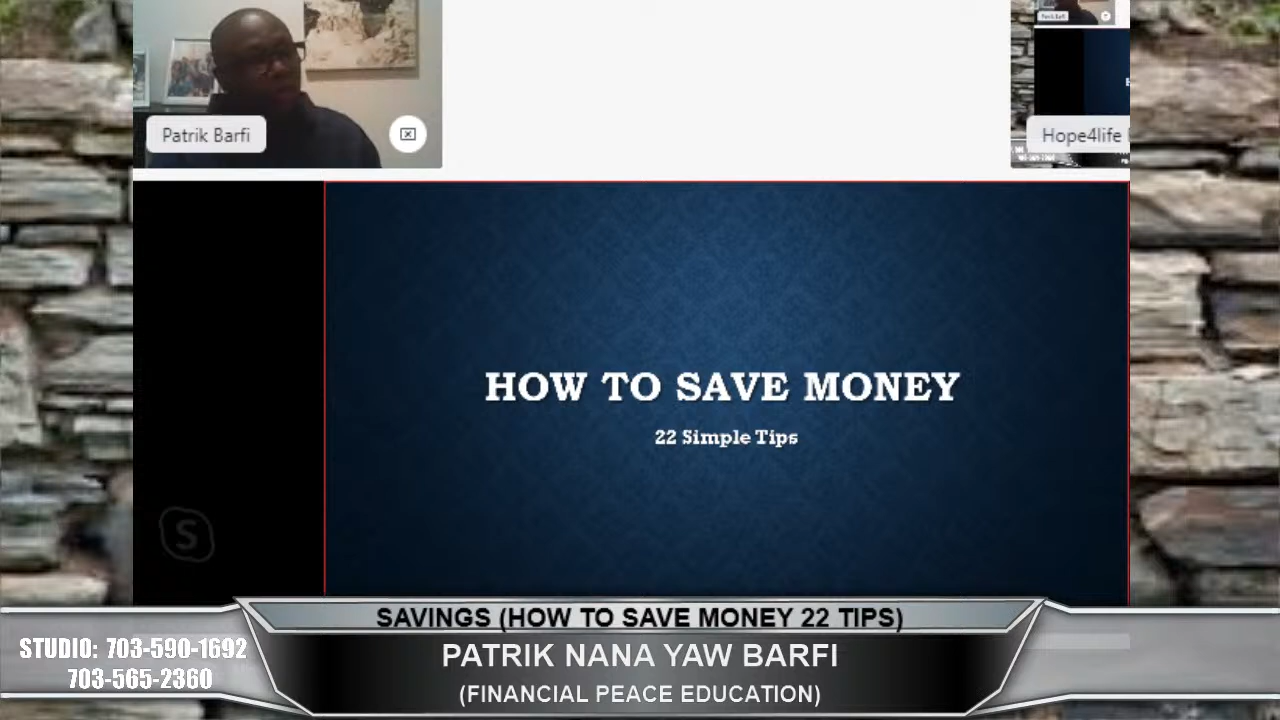 Patrik Barfi
Hope4life
HOW TO SAVE MONEY
22 Simple Tips
S
SAVINGS (HOW TO SAVE MONEY 22 TIPS)
STUDIO: 703-590-1692
703-565-2360
PATRIK NANA YAW BARFI
(FINANCIAL PEACE EDUCATION)